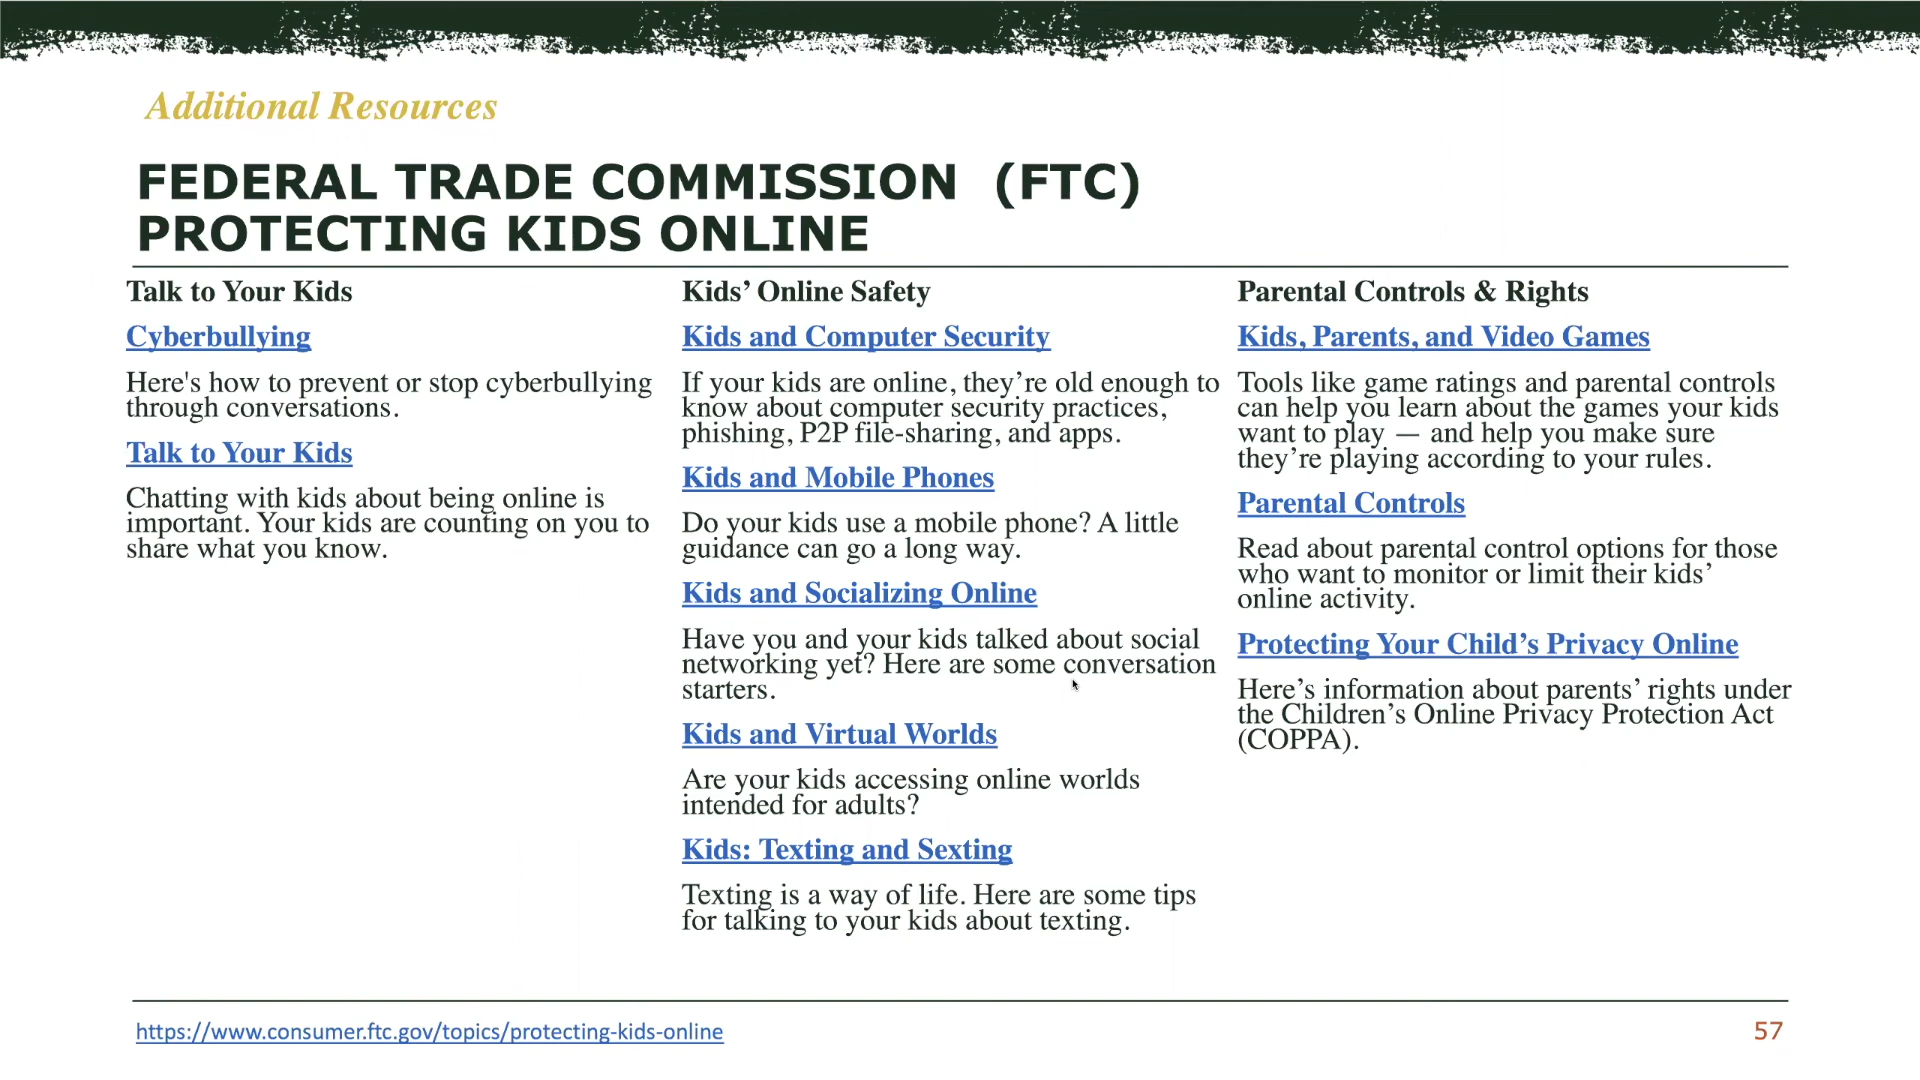 Additional Resources
FEDERAL TRADE COMMISSION (FTC)
PROTECTING KIDS ONLINE
Talk to Your Kids
Cyberbullying
Here's how to prevent or stop cyberbullying
through conversations.
Talk to Your Kids
Chatting with kids about being online is
important. Your kids are counting on you to
share what you know.
Kids’ Online Safety
Kids and Computer Security
If your kids are online, they’re old enough to
know about computer security practices,
phishing, P2P file-sharing, and apps.
Kids and Mobile Phones
Do your kids use a mobile phone? A little
guidance can go a long way.
Kids and Socializing Online
Have you and your kids talked about social
networking yet? Here are some conversation
starters.
Kids and Virtual Worlds
Are your kids accessing online worlds
intended for adults?
Kids: Texting and Sexting
Texting is a way of life. Here are some tips
for talking to your kids about texting.
Parental Controls & Rights
Kids, Parents, and Video Games
Tools like game ratings and parental controls
can help you learn about the games your kids
want to play — and help you make sure
they’re playing according to your rules.
Parental Controls
Read about parental control options for those
who want to monitor or limit their kids’
online activity.
Protecting Your Child’s Privacy Online
Here’s information about parents’ rights under
the Children’s Online Privacy Protection Act
(COPPA).
https://www.consumer.ftc.gov/topics/protecting-kids-online
57